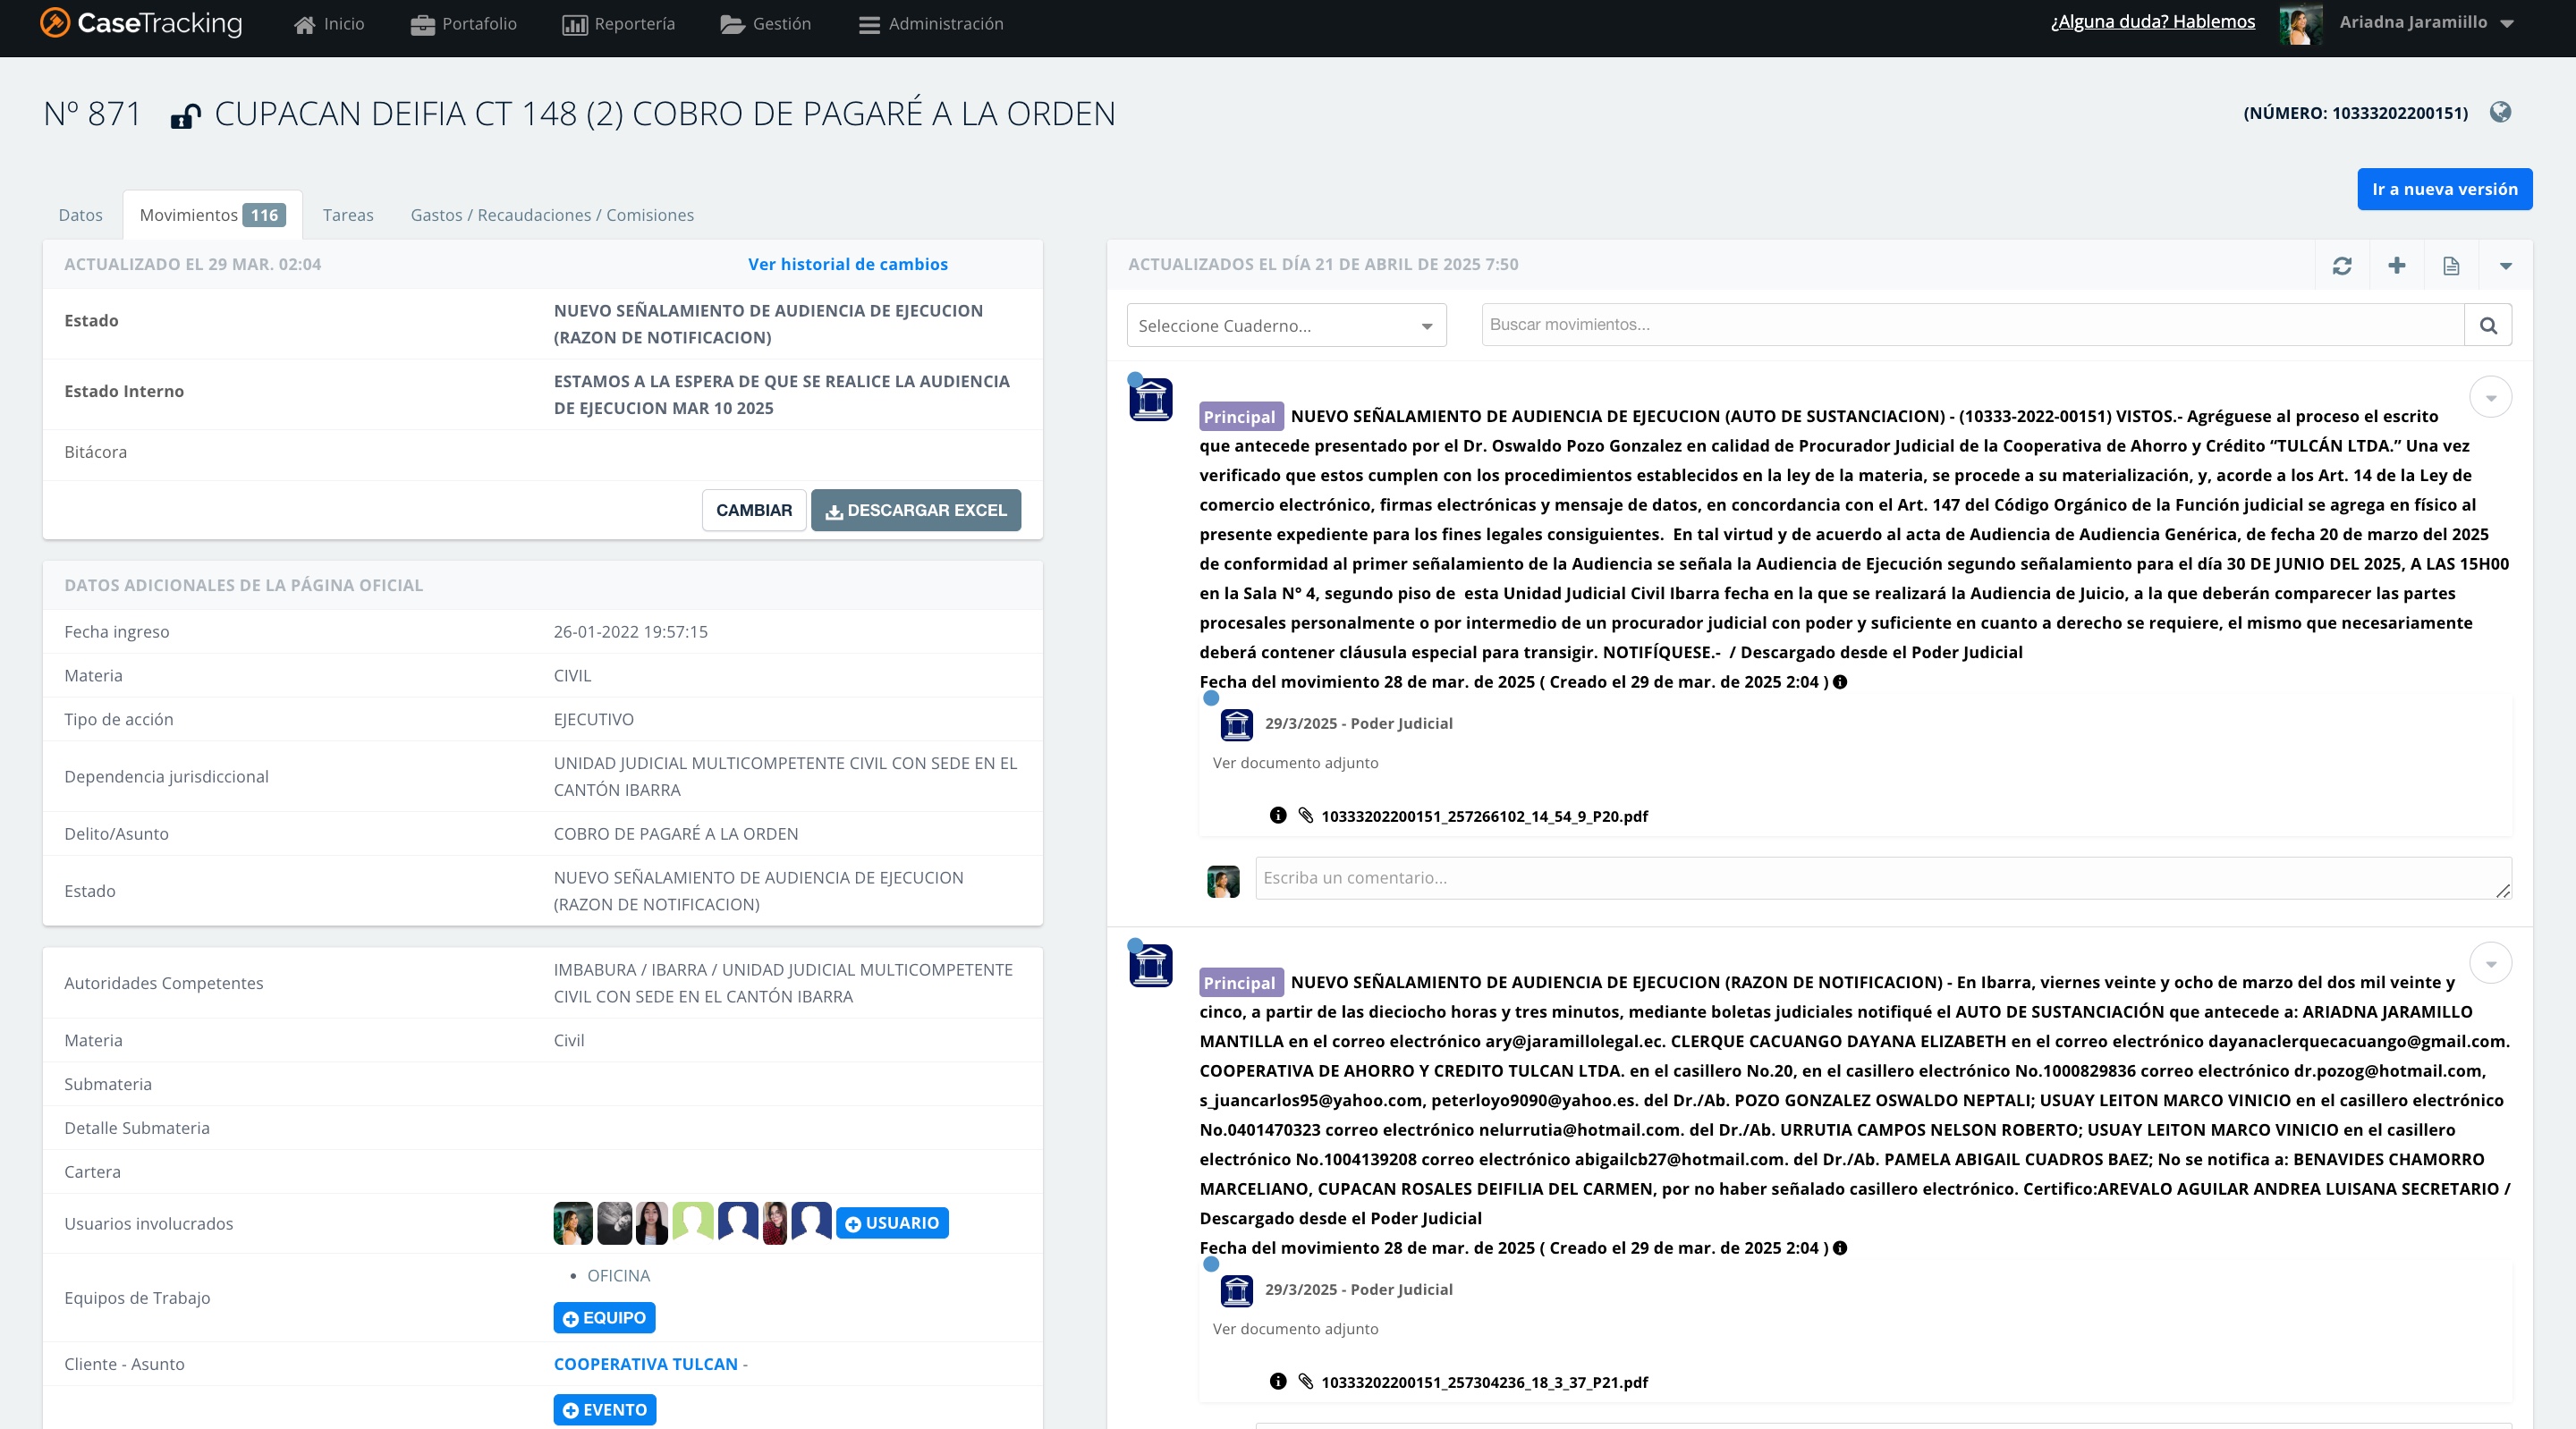 CaseTracking
Inicio
Portafolio
Reportería
Gestión
Administración
¿Alguna duda? Hablemos
Ariadna Jaramiillo
Nº 871 CUPACAN DEIFIA CT 148 (2) COBRO DE PAGARÉ A LA ORDEN
(NÚMERO: 10333202200151)
Ir a nueva versión
Datos
Movimientos 116
Tareas
Gastos / Recaudaciones / Comisiones
ACTUALIZADO EL 29 MAR. 02:04
Ver historial de cambios
Estado
NUEVO SEÑALAMIENTO DE AUDIENCIA DE EJECUCION
(RAZON DE NOTIFICACION)
Estado Interno
ESTAMOS A LA ESPERA DE QUE SE REALICE LA AUDIENCIA
DE EJECUCION MAR 10 2025
Bitácora
CAMBIAR
DESCARGAR EXCEL
DATOS ADICIONALES DE LA PÁGINA OFICIAL
Fecha ingreso
26-01-2022 19:57:15
Materia
CIVIL
Tipo de acción
EJECUTIVO
Dependencia jurisdiccional
UNIDAD JUDICIAL MULTICOMPETENTE CIVIL CON SEDE EN EL
CANTÓN IBARRA
Delito/Asunto
COBRO DE PAGARÉ A LA ORDEN
Estado
NUEVO SEÑALAMIENTO DE AUDIENCIA DE EJECUCION
(RAZON DE NOTIFICACION)
Autoridades Competentes
IMBABURA / IBARRA / UNIDAD JUDICIAL MULTICOMPETENTE
CIVIL CON SEDE EN EL CANTÓN IBARRA
Materia
Civil
Submateria
Detalle Submateria
Cartera
Usuarios involucrados
USUARIO
Equipos de Trabajo
• OFICINA
EQUIPO
Cliente - Asunto
COOPERATIVA TULCAN -
EVENTO
ACTUALIZADOS EL DÍA 21 DE ABRIL DE 2025 7:50
Seleccione Cuaderno...
Buscar movimientos...
Principal NUEVO SEÑALAMIENTO DE AUDIENCIA DE EJECUCION (AUTO DE SUSTANCIACION) - (10333-2022-00151) VISTOS.- Agréguese al proceso el escrito
que antecede presentado por el Dr. Oswaldo Pozo Gonzalez en calidad de Procurador Judicial de la Cooperativa de Ahorro y Crédito “TULCÁN LTDA.” Una vez
verificado que estos cumplen con los procedimientos establecidos en la ley de la materia, se procede a su materialización, y, acorde a los Art. 14 de la Ley de
comercio electrónico, firmas electrónicas y mensaje de datos, en concordancia con el Art. 147 del Código Orgánico de la Función judicial se agrega en físico al
presente expediente para los fines legales consiguientes. En tal virtud y de acuerdo al acta de Audiencia de Audiencia Genérica, de fecha 20 de marzo del 2025
de conformidad al primer señalamiento de la Audiencia se señala la Audiencia de Ejecución segundo señalamiento para el día 30 DE JUNIO DEL 2025, A LAS 15H00
en la Sala N° 4, segundo piso de esta Unidad Judicial Civil Ibarra fecha en la que se realizará la Audiencia de Juicio, a la que deberán comparecer las partes
procesales personalmente o por intermedio de un procurador judicial con poder y suficiente en cuanto a derecho se requiere, el mismo que necesariamente
deberá contener cláusula especial para transigir. NOTIFÍQUESE.- / Descargado desde el Poder Judicial
Fecha del movimiento 28 de mar. de 2025 ( Creado el 29 de mar. de 2025 2:04 )
29/3/2025 - Poder Judicial
Ver documento adjunto
10333202200151_257266102_14_54_9_P20.pdf
Escriba un comentario...
Principal NUEVO SEÑALAMIENTO DE AUDIENCIA DE EJECUCION (RAZON DE NOTIFICACION) - En Ibarra, viernes veinte y ocho de marzo del dos mil veinte y
cinco, a partir de las dieciocho horas y tres minutos, mediante boletas judiciales notifiqué el AUTO DE SUSTANCIACIÓN que antecede a: ARIADNA JARAMILLO
MANTILLA en el correo electrónico ary@jaramillolegal.ec. CLERQUE CACUANGO DAYANA ELIZABETH en el correo electrónico dayanaclerquecacuango@gmail.com.
COOPERATIVA DE AHORRO Y CREDITO TULCAN LTDA. en el casillero No.20, en el casillero electrónico No.1000829836 correo electrónico dr.pozog@hotmail.com,
s_juancarlos95@yahoo.com, peterloyo9090@yahoo.es. del Dr./Ab. POZO GONZALEZ OSWALDO NEPTALI; USUAY LEITON MARCO VINICIO en el casillero electrónico
No.0401470323 correo electrónico nelurrutia@hotmail.com. del Dr./Ab. URRUTIA CAMPOS NELSON ROBERTO; USUAY LEITON MARCO VINICIO en el casillero
electrónico No.1004139208 correo electrónico abigailcb27@hotmail.com. del Dr./Ab. PAMELA ABIGAIL CUADROS BAEZ; No se notifica a: BENAVIDES CHAMORRO
MARCELIANO, CUPACAN ROSALES DEIFILIA DEL CARMEN, por no haber señalado casillero electrónico. Certifico:AREVALO AGUILAR ANDREA LUISANA SECRETARIO /
Descargado desde el Poder Judicial
Fecha del movimiento 28 de mar. de 2025 ( Creado el 29 de mar. de 2025 2:04 )
29/3/2025 - Poder Judicial
Ver documento adjunto
10333202200151_257304236_18_3_37_P21.pdf